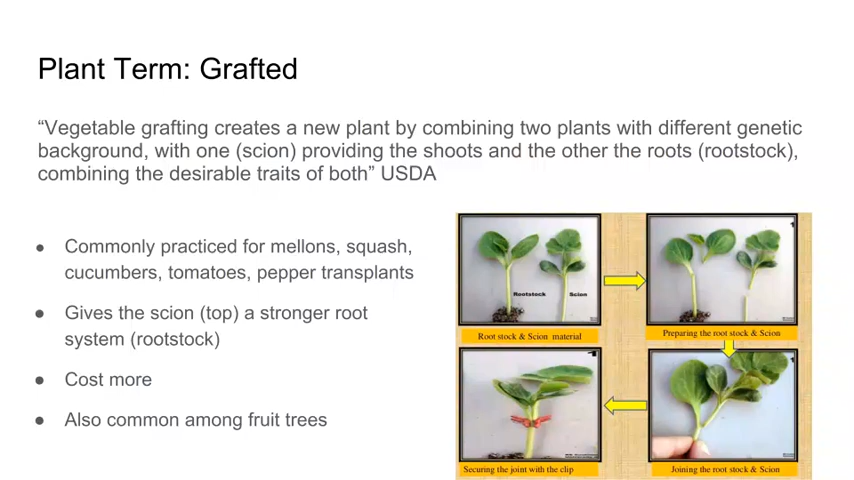 Plant Term: Grafted
“Vegetable grafting creates a new plant by combining two plants with different genetic
background, with one (scion) providing the shoots and the other the roots (rootstock),
combining the desirable traits of both” USDA
● Commonly practiced for mellons, squash,
cucumbers, tomatoes, pepper transplants
● Gives the scion (top) a stronger root
system (rootstock)
● Cost more
● Also common among fruit trees
Rootstock
Scion
Root stock & Scion material
Preparing the root stock & Scion
Securing the joint with the clip
Joining the root stock & Scion